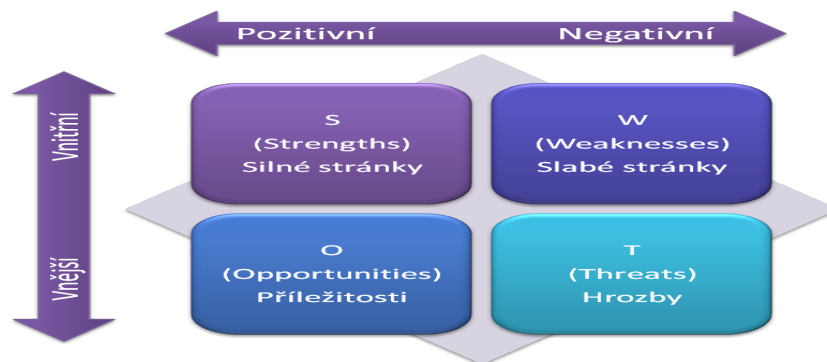 Pozitivní Negativní
Vnitřní
Vnější
S
(Strengths)
Silné stránky
W
(Weaknesses)
Slabé stránky
O
(Opportunities)
Příležitosti
T
(Threats)
Hrozby